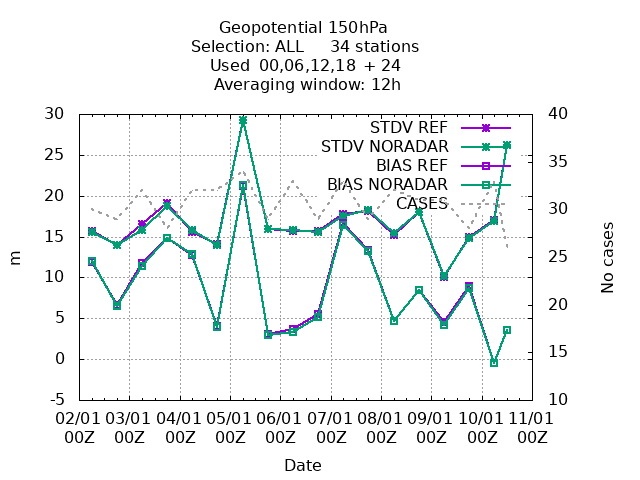 Geopotential 150hPa
Selection: ALL 34 stations
Used 00,06,12,18 + 24
Averaging window: 12h
STDV REF
STDV NORADAR
BIAS REF
BIAS NORADAR
CASES
30
25
20
15
10
5
0
-5
m
40
35
30
25
20
15
10
No cases
02/01 03/01 04/01 05/01 06/01 07/01 08/01 09/01 10/01 11/01
00Z 00Z 00Z 00Z 00Z 00Z 00Z 00Z 00Z 00Z
Date